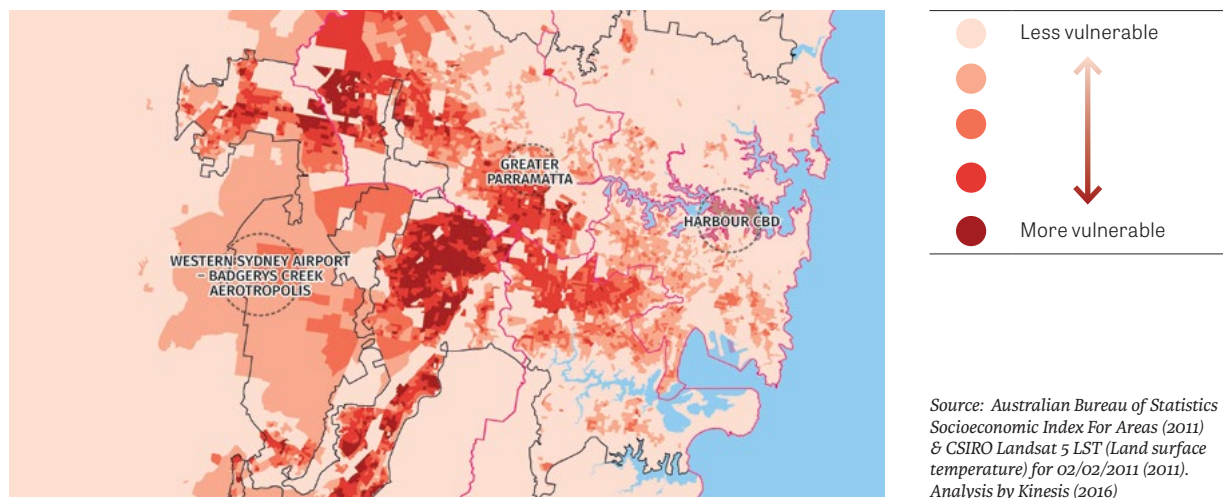 GREATER
PARRAMATTA
HARBOUR CBD
WESTERN SYDNEY AIRPORT
– BADGERYS CREEK
AEROTROPOLIS
Less vulnerable
More vulnerable
Source: Australian Bureau of Statistics
Socioeconomic Index For Areas (2011)
& CSIRO Landsat 5 LST (Land surface
temperature) for 02/02/2011 (2011).
Analysis by Kinesis (2016)